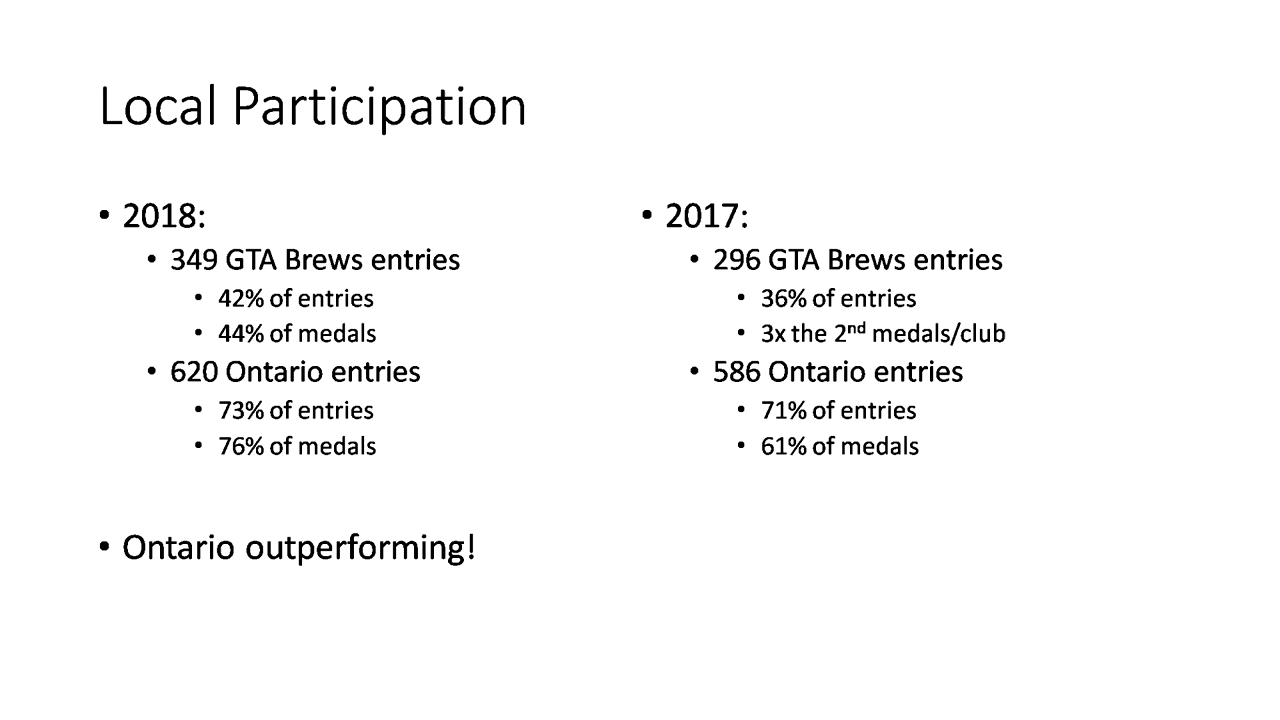 Local Participation
• 2018:
• 349 GTA Brews entries
• 42% of entries
• 44% of medals
• 620 Ontario entries
• 73% of entries
• 76% of medals
• Ontario outperforming!
• 2017:
• 296 GTA Brews entries
• 36% of entries
• 3x the 2nd medals/club
• 586 Ontario entries
• 71% of entries
• 61% of medals